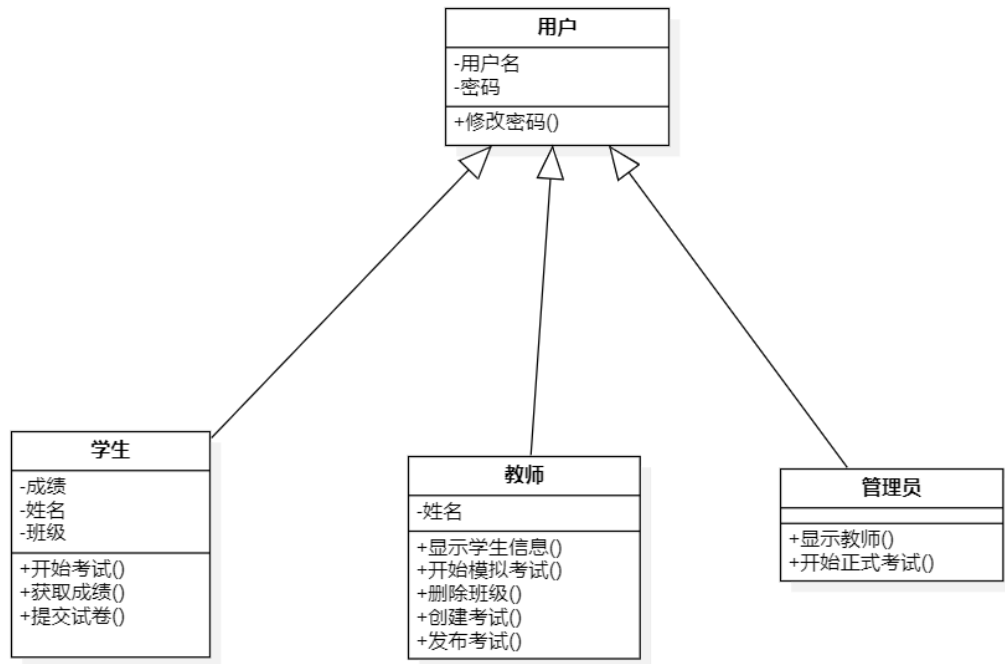 用户
-用户名
-密码
+修改密码()
学生
-成绩
-姓名
-班级
+开始考试()
+获取成绩()
+提交试卷()
教师
-姓名
+显示学生信息()
+开始模拟考试()
+删除班级()
+创建考试()
+发布考试()
管理员
+显示教师()
+开始正式考试()